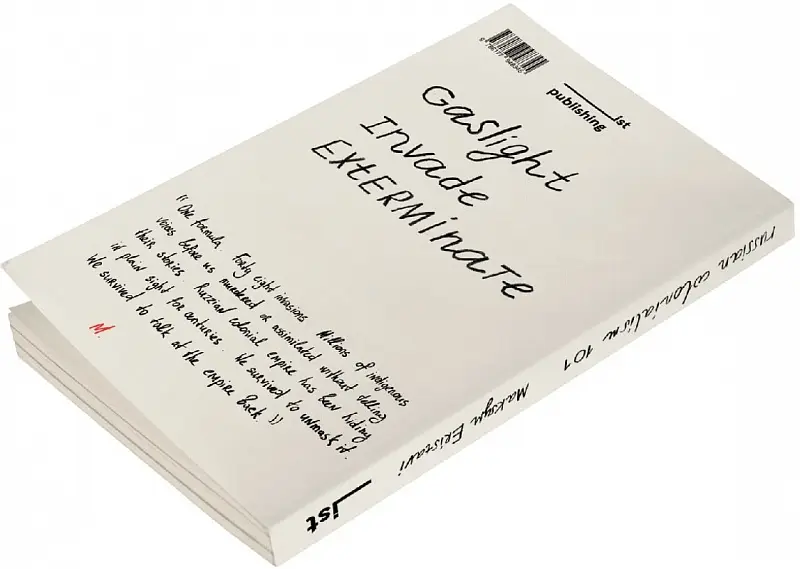 ist
publishing
Gaslight
Invade
EXtERMinaTe
"One formula. Forty eight invasions. Millions of indigenous
voices before us murdered or assimilated without telling
their stories. Russian colonial empire has been hiding
in plain sight for centuries. We survived to unmask it.
We survived to talk at the empire back."
M.
russian colonialism 101
Maksym Eristavi
ist